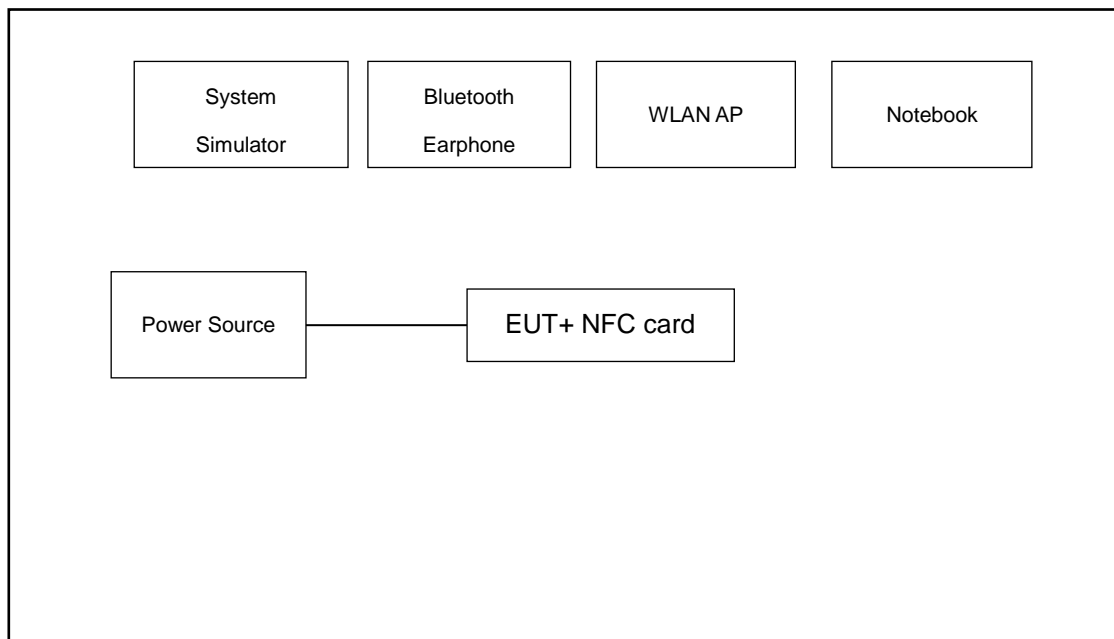 System
Simulator
Bluetooth
Earphone
WLAN AP
Notebook
Power Source
EUT+ NFC card